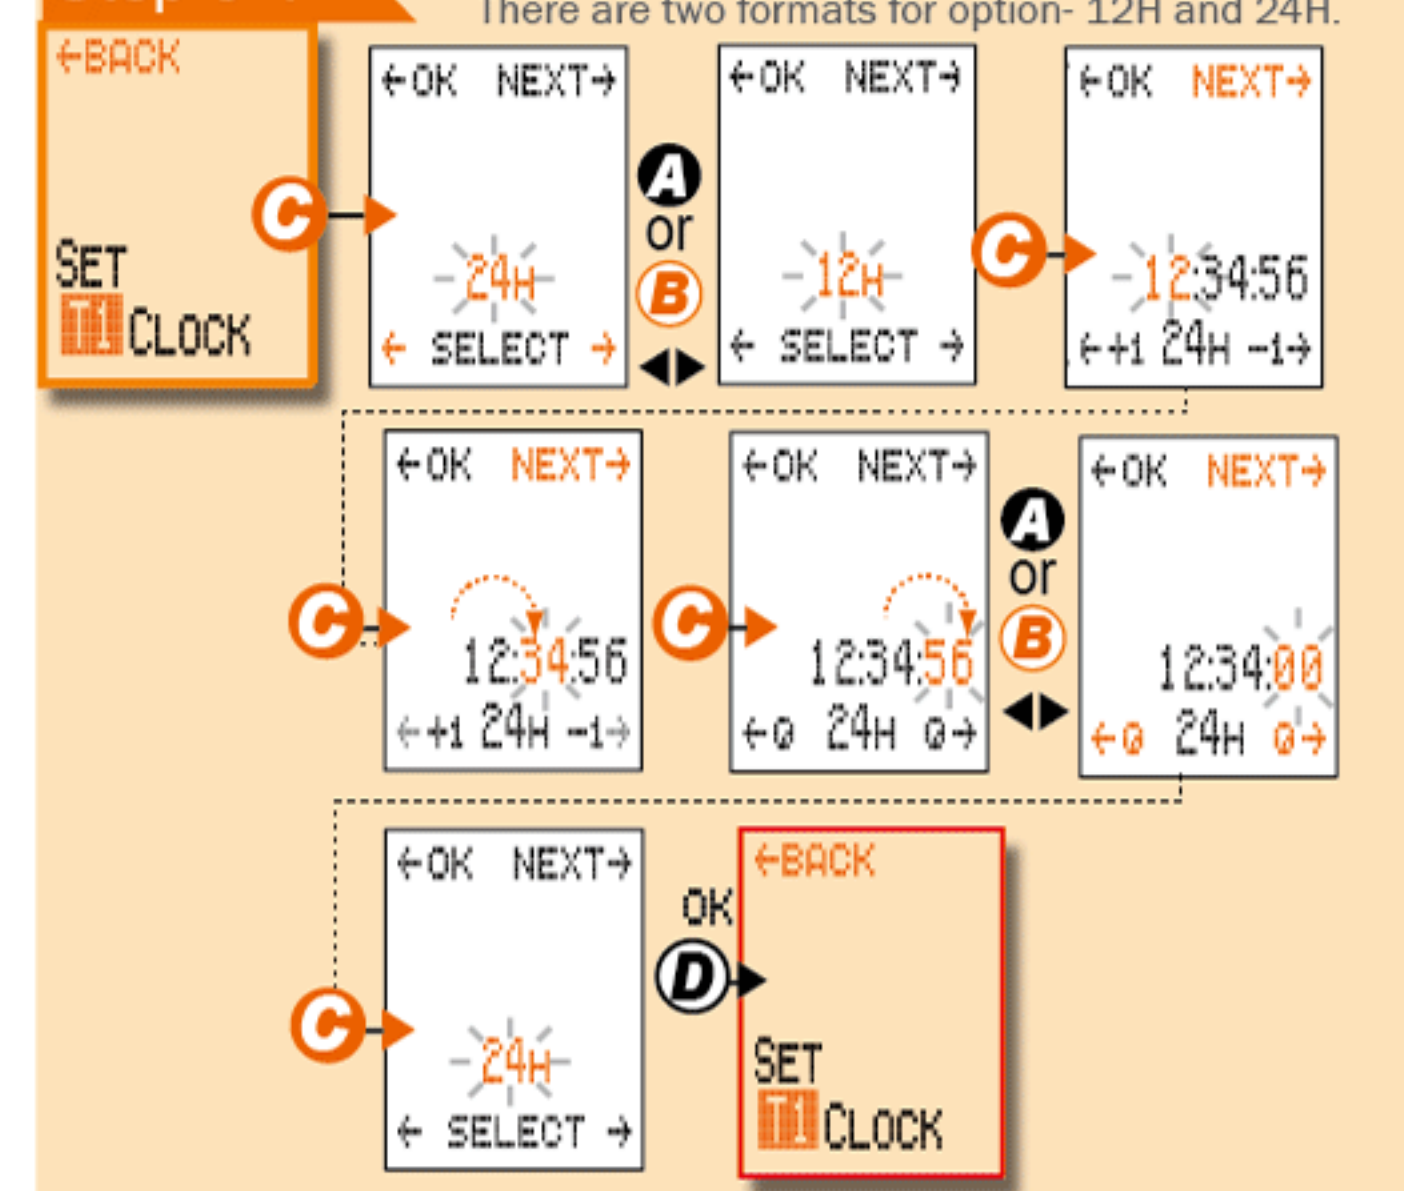 There are two formats for option- 12H and 24H.
←BACK
SET
T1 CLOCK
C
←OK NEXT→
24H
← SELECT →
A
or
B
◀▶
←OK NEXT→
12H
← SELECT →
C
←OK NEXT→
12:34:56
←+1 24H -1→
C
←OK NEXT→
12:34:56
←+1 24H -1→
C
←OK NEXT→
12:34:56
←0 24H 0→
A
or
B
◀▶
←OK NEXT→
12:34:00
←0 24H 0→
C
←OK NEXT→
24H
← SELECT →
OK
D
←BACK
SET
T1 CLOCK